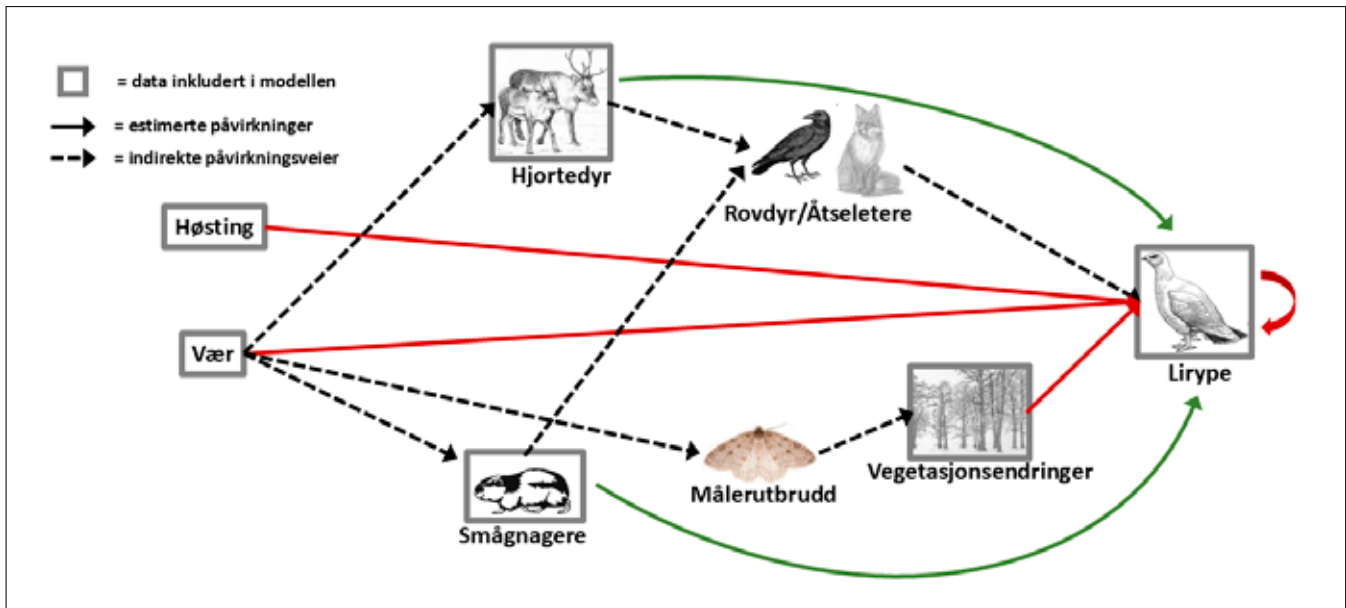 = data inkludert i modellen
= estimerte påvirkninger
= indirekte påvirkningsveier
Hjortedyr
Rovdyr/Åtseletere
Høsting
Vær
Lirype
Vegetasjonsendringer
Målerutbrudd
Smågnagere